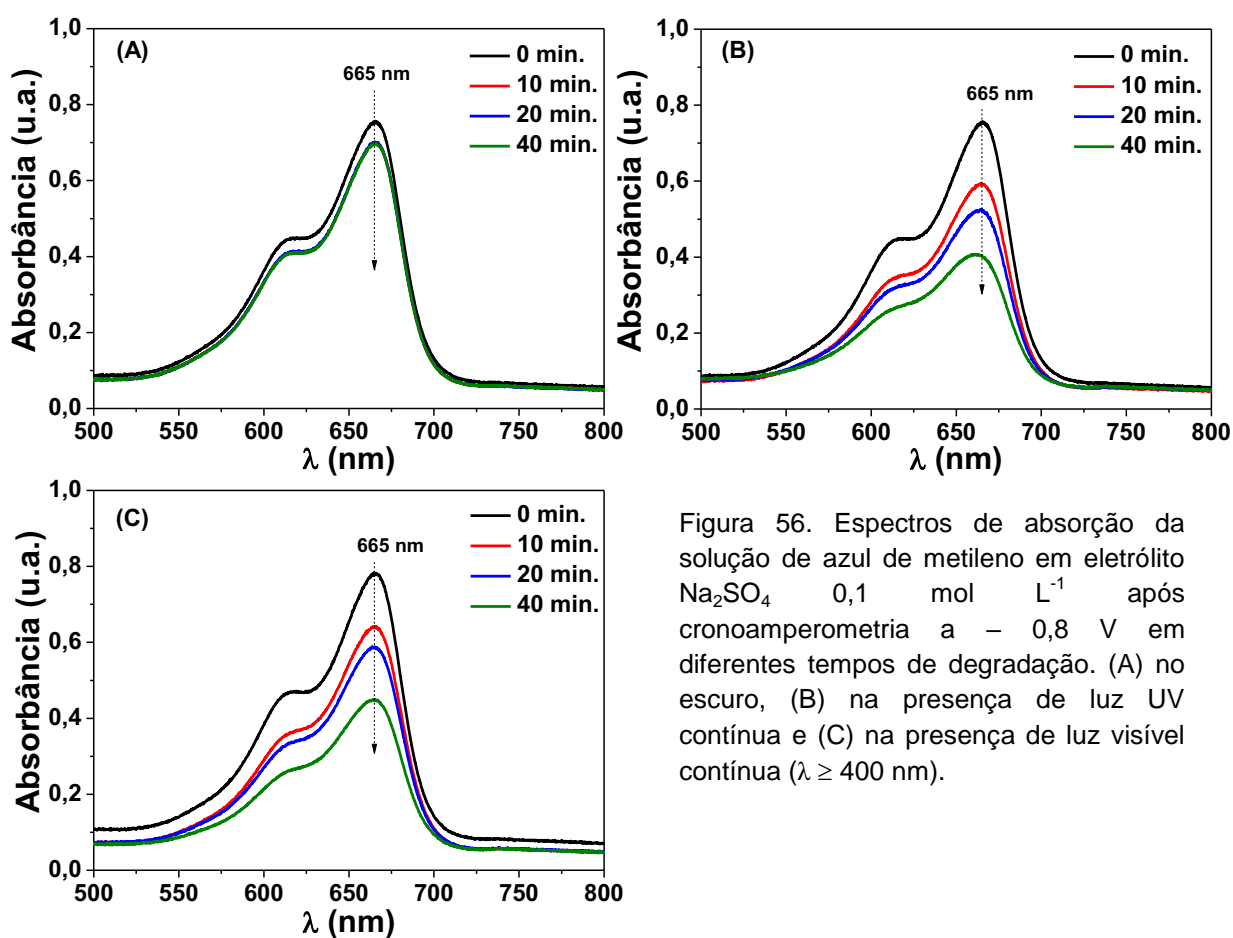 (A)
0 min.
10 min.
20 min.
40 min.
665 nm
Absorbância (u.a.)
1,0
0,8
0,6
0,4
0,2
0,0
500 550 600 650 700 750 800
λ (nm)
(B)
0 min.
10 min.
20 min.
40 min.
665 nm
Absorbância (u.a.)
1,0
0,8
0,6
0,4
0,2
0,0
500 550 600 650 700 750 800
λ (nm)
(C)
0 min.
10 min.
20 min.
40 min.
665 nm
Absorbância (u.a.)
1,0
0,8
0,6
0,4
0,2
0,0
500 550 600 650 700 750 800
λ (nm)
Figura 56. Espectros de absorção da
solução de azul de metileno em eletrólito
Na₂SO₄ 0,1 mol L⁻¹ após
cronoamperometria a – 0,8 V em
diferentes tempos de degradação. (A) no
escuro, (B) na presença de luz UV
contínua e (C) na presença de luz visível
contínua (λ ≥ 400 nm).